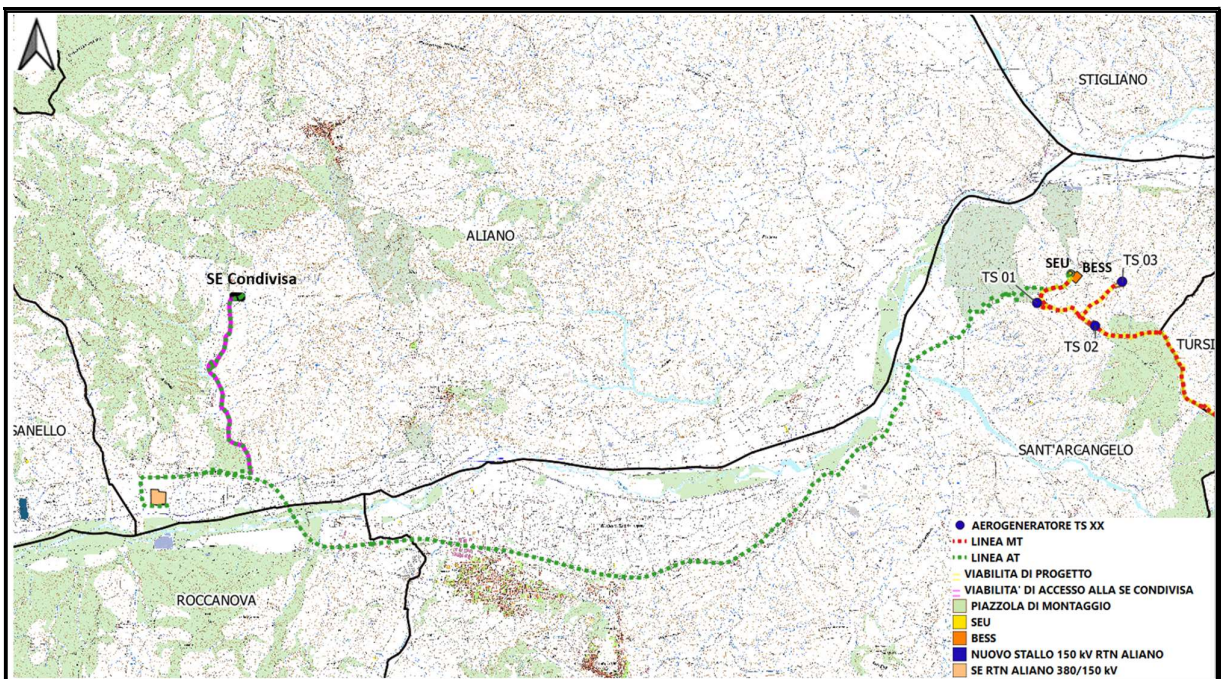 STIGLIANO
ALIANO
SE Condivisa
SEU
BESS
TS 03
TS 01
TS 02
TURSI
SANELLO
SANT'ARCANGELO
ROCCANOVA
AEROGENERATORE TS XX
LINEA MT
LINEA AT
VIABILITA DI PROGETTO
VIABILITA' DI ACCESSO ALLA SE CONDIVISA
PIAZZOLA DI MONTAGGIO
SEU
BESS
NUOVO STALLO 150 kV RTN ALIANO
SE RTN ALIANO 380/150 kV